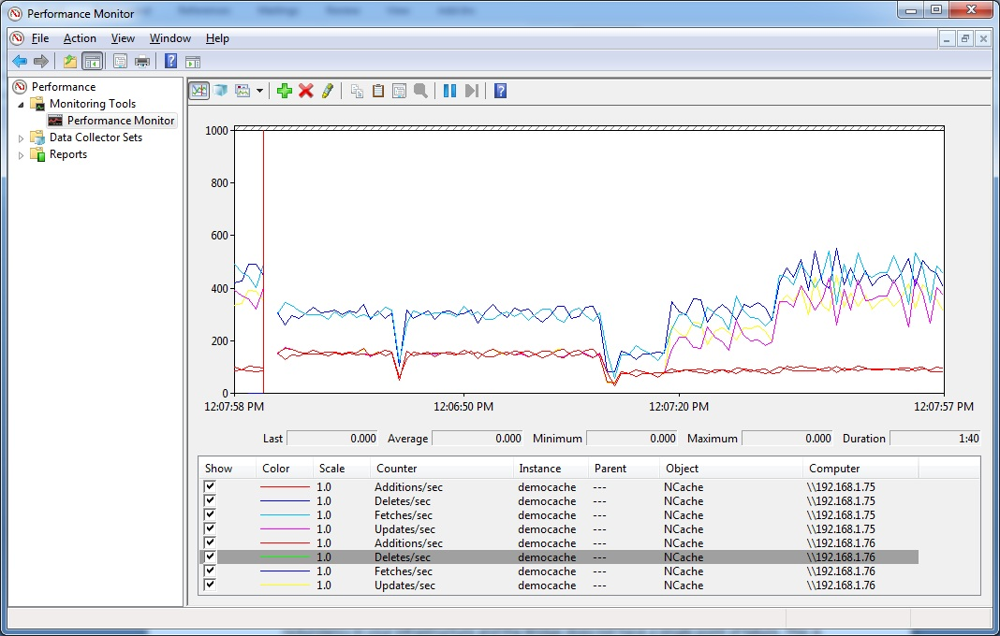 Performance Monitor
File Action View Window Help
Performance
Monitoring Tools
Performance Monitor
Data Collector Sets
Reports
1000
800
600
400
200
0
12:07:58 PM 12:06:50 PM 12:07:20 PM 12:07:57 PM
Last 0.000 Average 0.000 Minimum 0.000 Maximum 0.000 Duration 1:40
Show Color Scale Counter Instance Parent Object Computer
1.0 Additions/sec democache --- NCache \\192.168.1.75
1.0 Deletes/sec democache --- NCache \\192.168.1.75
1.0 Fetches/sec democache --- NCache \\192.168.1.75
1.0 Updates/sec democache --- NCache \\192.168.1.75
1.0 Additions/sec democache --- NCache \\192.168.1.76
1.0 Deletes/sec democache --- NCache \\192.168.1.76
1.0 Fetches/sec democache --- NCache \\192.168.1.76
1.0 Updates/sec democache --- NCache \\192.168.1.76